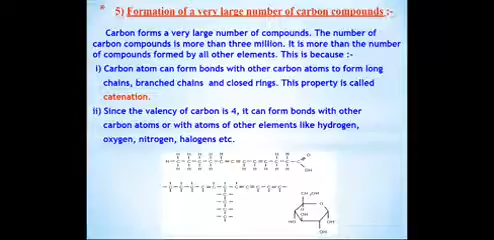 * 5) Formation of a very large number of carbon compounds :-
Carbon forms a very large number of compounds. The number of
carbon compounds is more than three million. It is more than the number
of compounds formed by all other elements. This is because :-
i) Carbon atom can form bonds with other carbon atoms to form long
chains, branched chains and closed rings. This property is called
catenation.
ii) Since the valency of carbon is 4, it can form bonds with other
carbon atoms or with atoms of other elements like hydrogen,
oxygen, nitrogen, halogens etc.